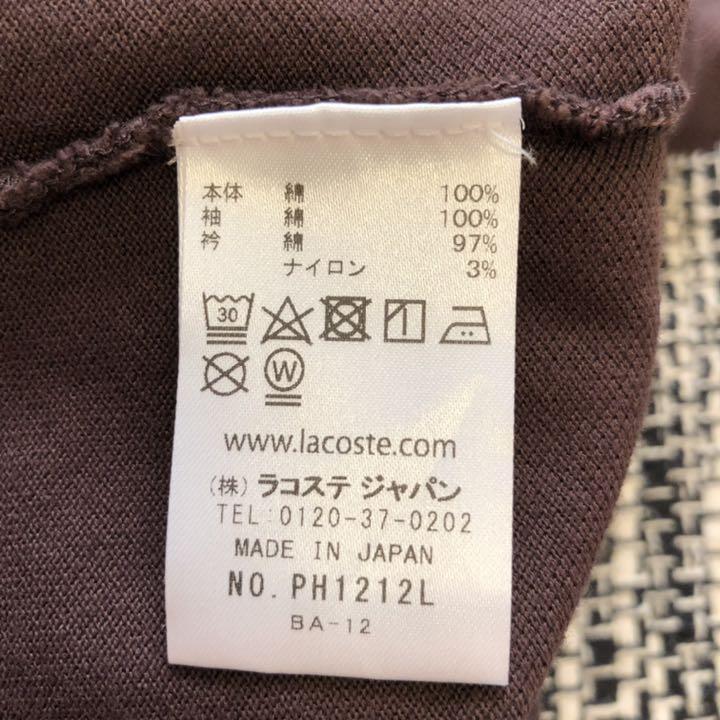 本体 綿 100%
袖 綿 100%
衿 綿 97%
ナイロン 3%
30
W
www.lacoste.com
(株) ラコステ ジャパン
TEL:0120-37-0202
MADE IN JAPAN
NO. PH1212L
BA-12